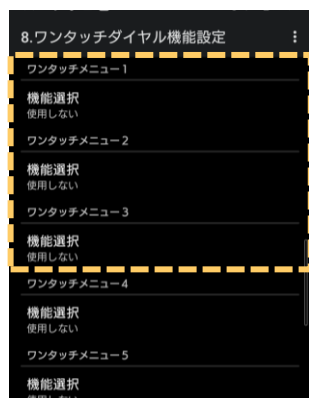 8.ワンタッチダイヤル機能設定
ワンタッチメニュー1
機能選択
使用しない
ワンタッチメニュー2
機能選択
使用しない
ワンタッチメニュー3
機能選択
使用しない
ワンタッチメニュー4
機能選択
使用しない
ワンタッチメニュー5
機能選択